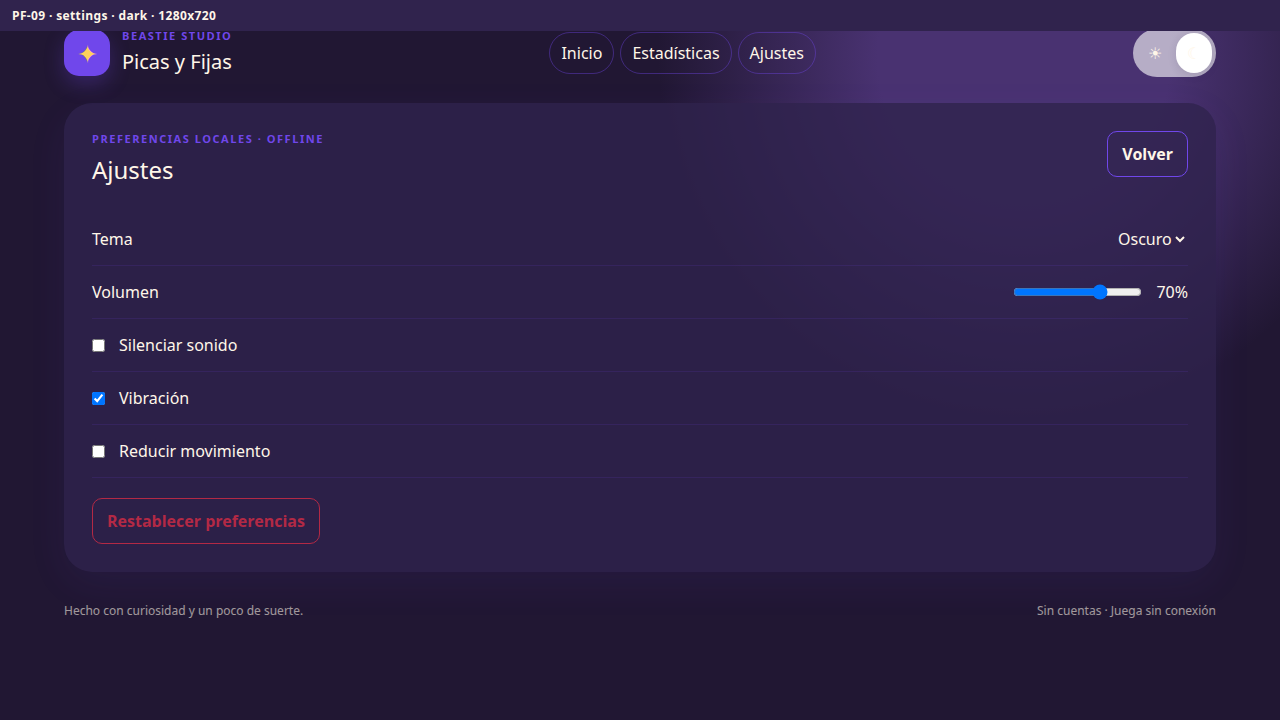 PF-09 · settings · dark · 1280x720
BEASTIE STUDIO
Picas y Fijas
Inicio
Estadísticas
Ajustes
PREFERENCIAS LOCALES · OFFLINE
Ajustes
Volver
Tema
Oscuro
Volumen
70%
Silenciar sonido
Vibración
Reducir movimiento
Restablecer preferencias
Hecho con curiosidad y un poco de suerte.
Sin cuentas · Juega sin conexión